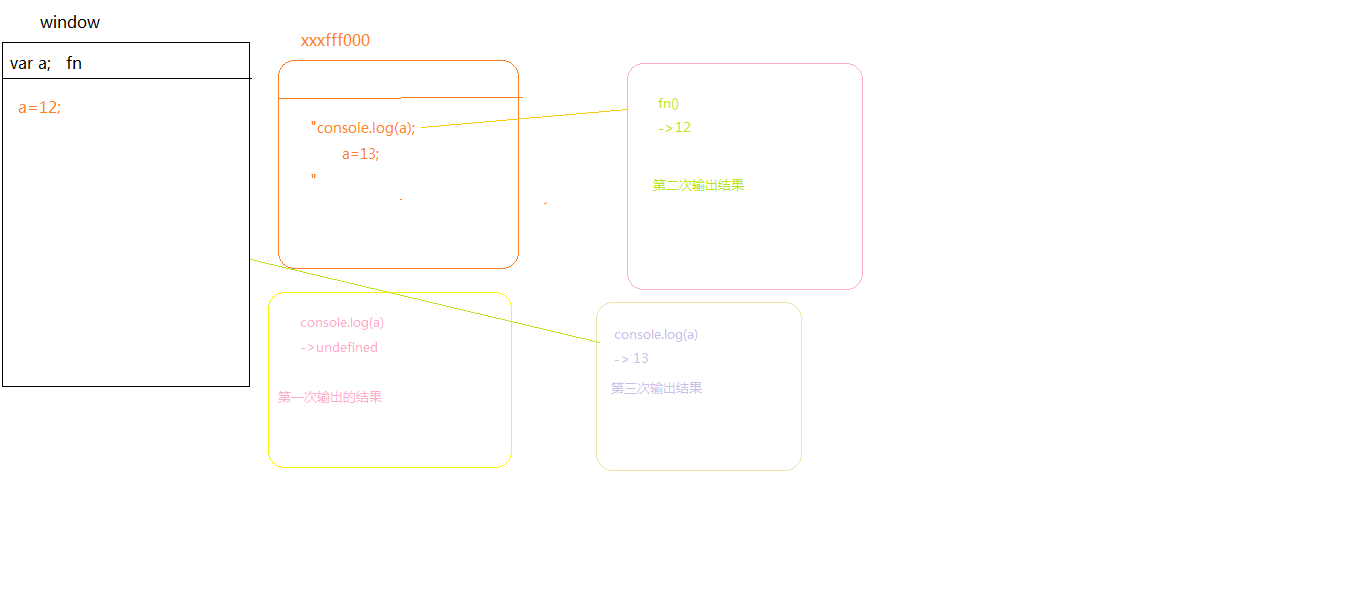 window
var a; fn
a=12;
xxxfff000
"console.log(a);
a=13;
"
fn()
->12
第二次输出结果
console.log(a)
->undefined
第一次输出的结果
console.log(a)
-> 13
第三次输出结果